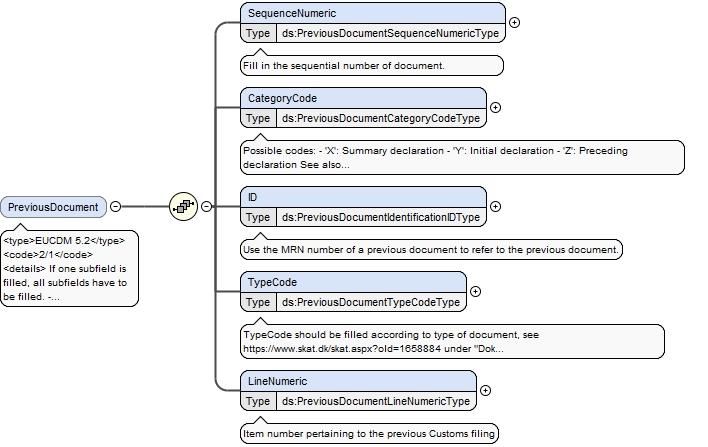 SequenceNumeric
Type ds:PreviousDocumentSequenceNumericType
Fill in the sequential number of document.
CategoryCode
Type ds:PreviousDocumentCategoryCodeType
Possible codes: - 'X': Summary declaration - 'Y': Initial declaration - 'Z': Preceding
declaration See also...
PreviousDocument
<type>EUCDM 5.2</type>
<code>2/1</code>
<details> If one subfield is
filled, all subfields have to
be filled. -...
ID
Type ds:PreviousDocumentIdentificationIDType
Use the MRN number of a previous document to refer to the previous document.
TypeCode
Type ds:PreviousDocumentTypeCodeType
TypeCode should be filled according to type of document, see
https://www.skat.dk/skat.aspx?oId=1658884 under "Dok...
LineNumeric
Type ds:PreviousDocumentLineNumericType
Item number pertaining to the previous Customs filing